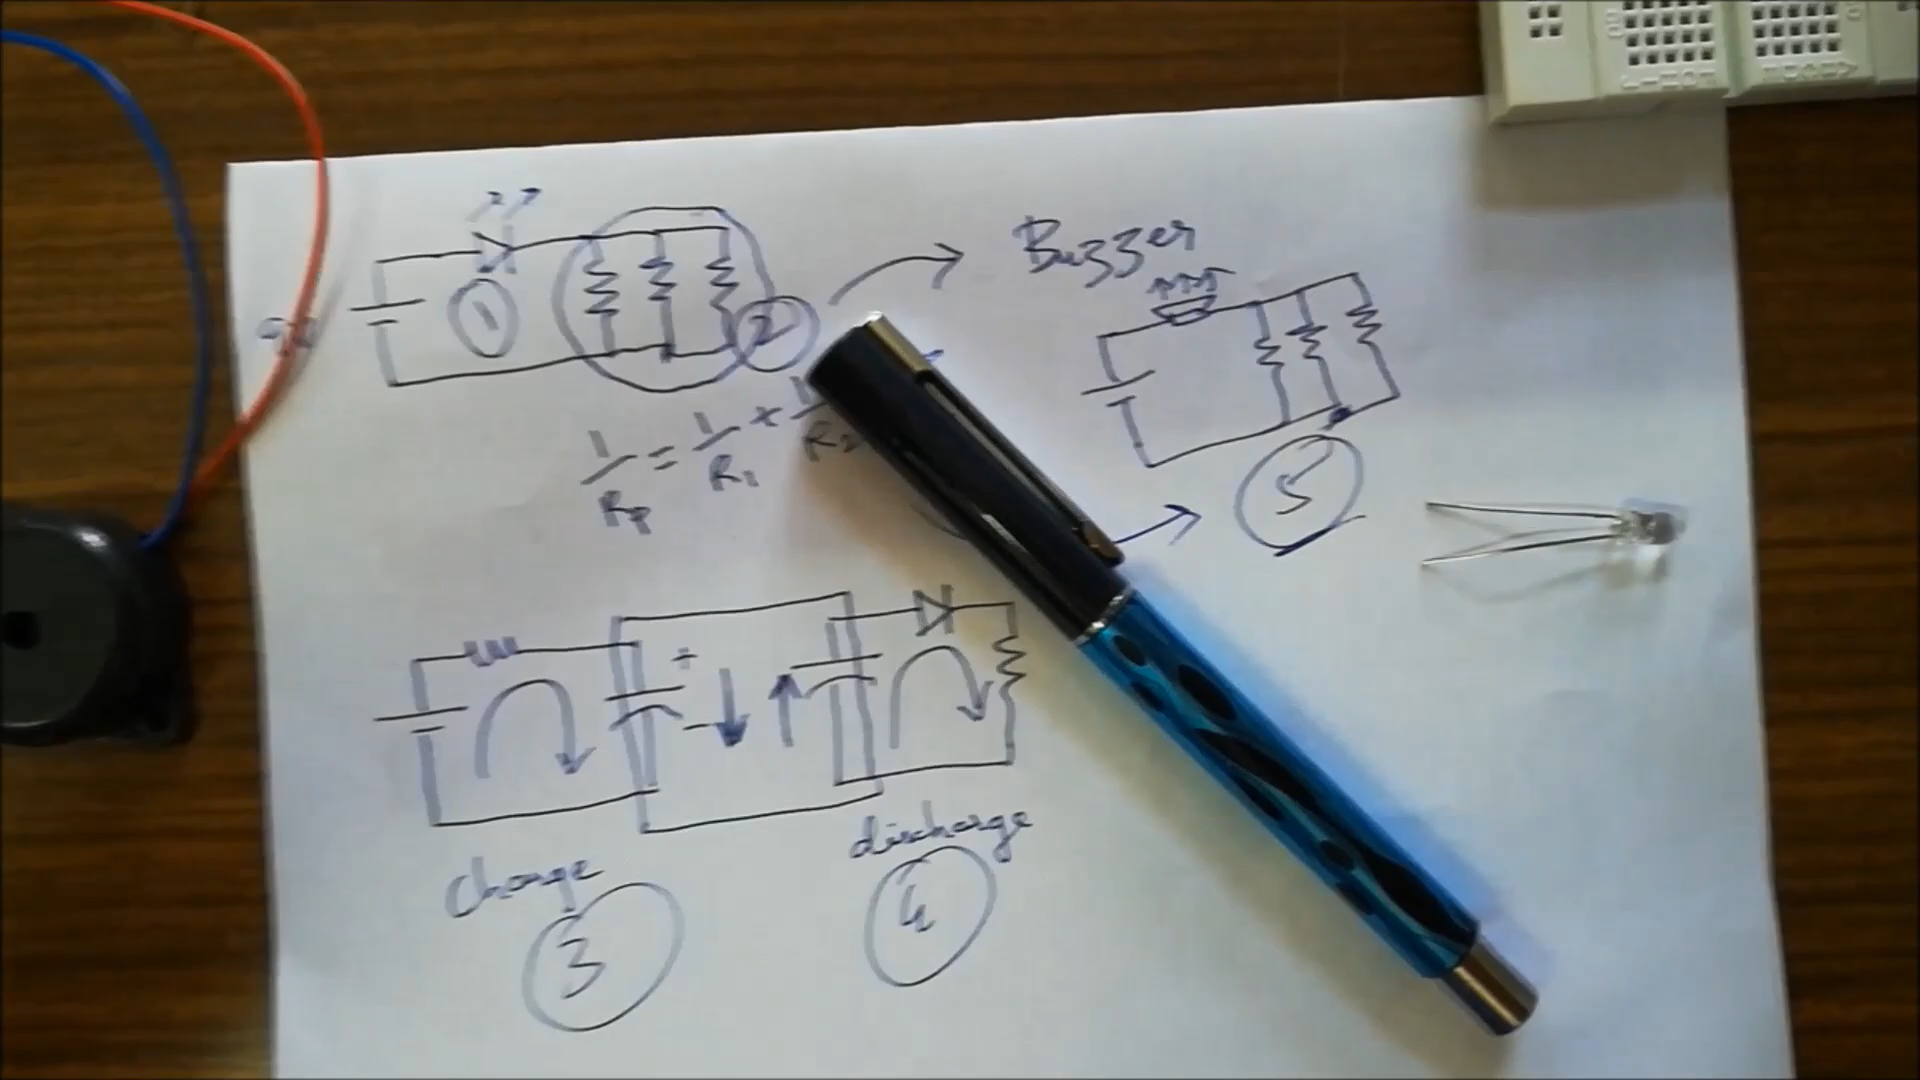 1
2
Buzzer
1/Rp = 1/R1 + 1/R2
5
+
-
charge
discharge
3
4